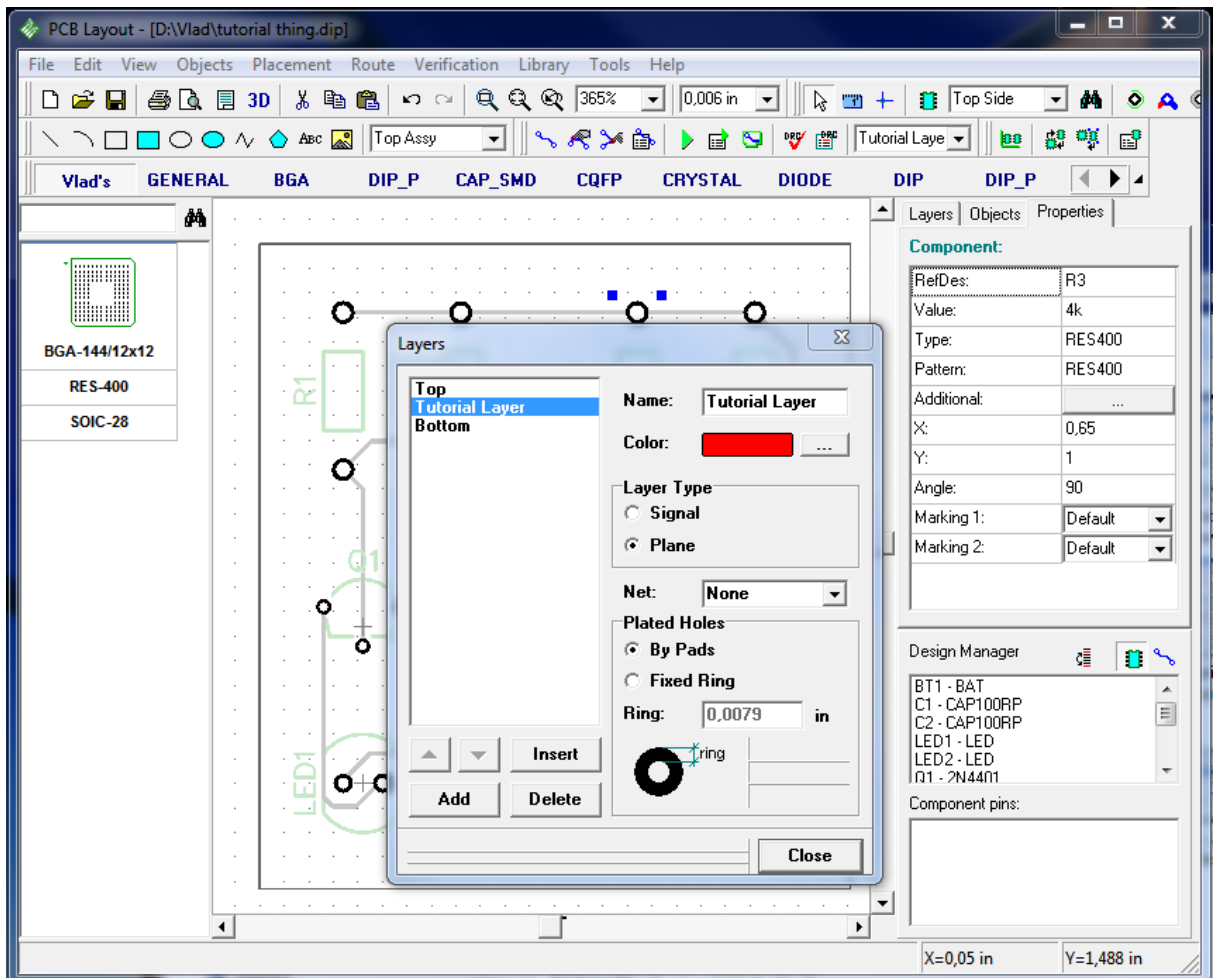 PCB Layout - [D:\Vlad\tutorial thing.dip]
File Edit View Objects Placement Route Verification Library Tools Help
3D 365% 0,006 in Top Side
ABC Top Assy DRC DRC Tutorial Laye
Vlad's GENERAL BGA DIP_P CAP_SMD CQFP CRYSTAL DIODE DIP DIP_P
BGA-144/12x12
RES-400
SOIC-28
R1
Q1
LED1
Layers
Top
Tutorial Layer
Bottom
Insert
Add Delete
Name: Tutorial Layer
Color: ...
Layer Type
Signal
Plane
Net: None
Plated Holes
By Pads
Fixed Ring
Ring: 0,0079 in
ring
Close
Layers Objects Properties
Component:
RefDes: R3
Value: 4k
Type: RES400
Pattern: RES400
Additional: ...
X: 0,65
Y: 1
Angle: 90
Marking 1: Default
Marking 2: Default
Design Manager
BT1 - BAT
C1 - CAP100RP
C2 - CAP100RP
LED1 - LED
LED2 - LED
Q1 - 2N4401
Component pins:
X=0,05 in Y=1,488 in